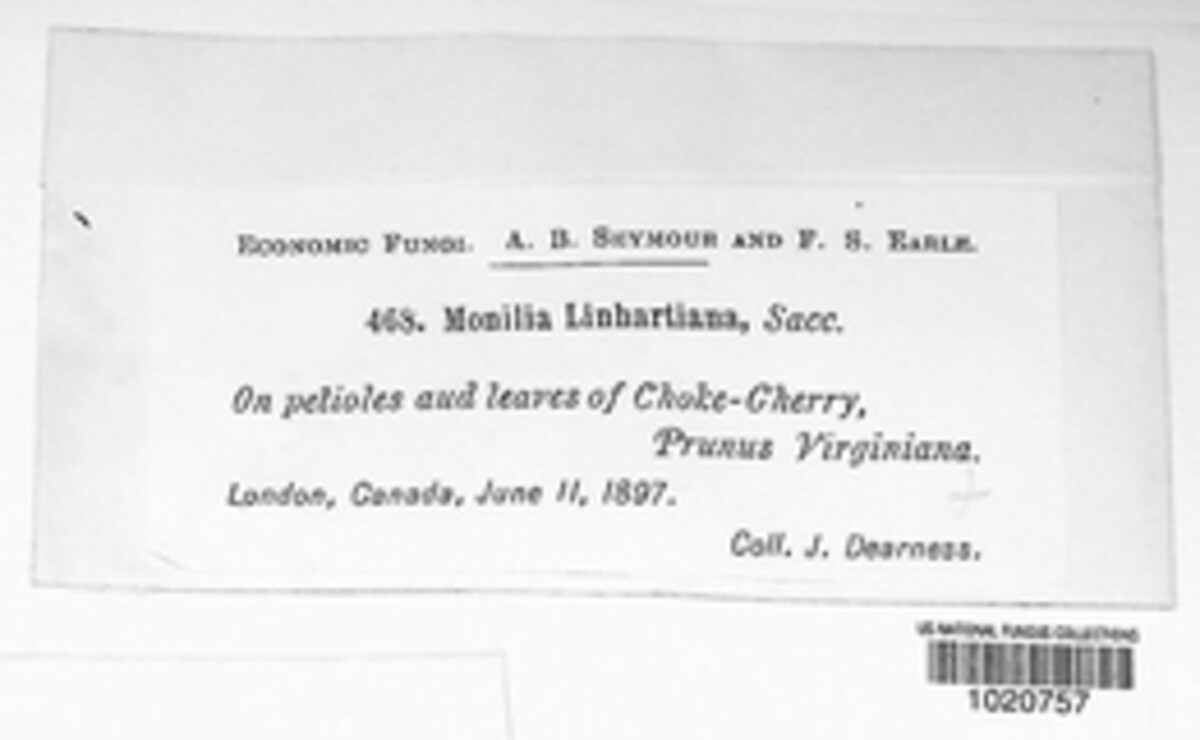 ECONOMIC FUNGI. A. B. SEYMOUR AND F. S. EARLE.
468. Monilia Linhartiana, Sacc.
On petioles and leaves of Choke-Cherry,
Prunus Virginiana.
London, Canada, June 11, 1897.
Coll. J. Dearness.
US NATIONAL FUNGUS COLLECTIONS
1020757